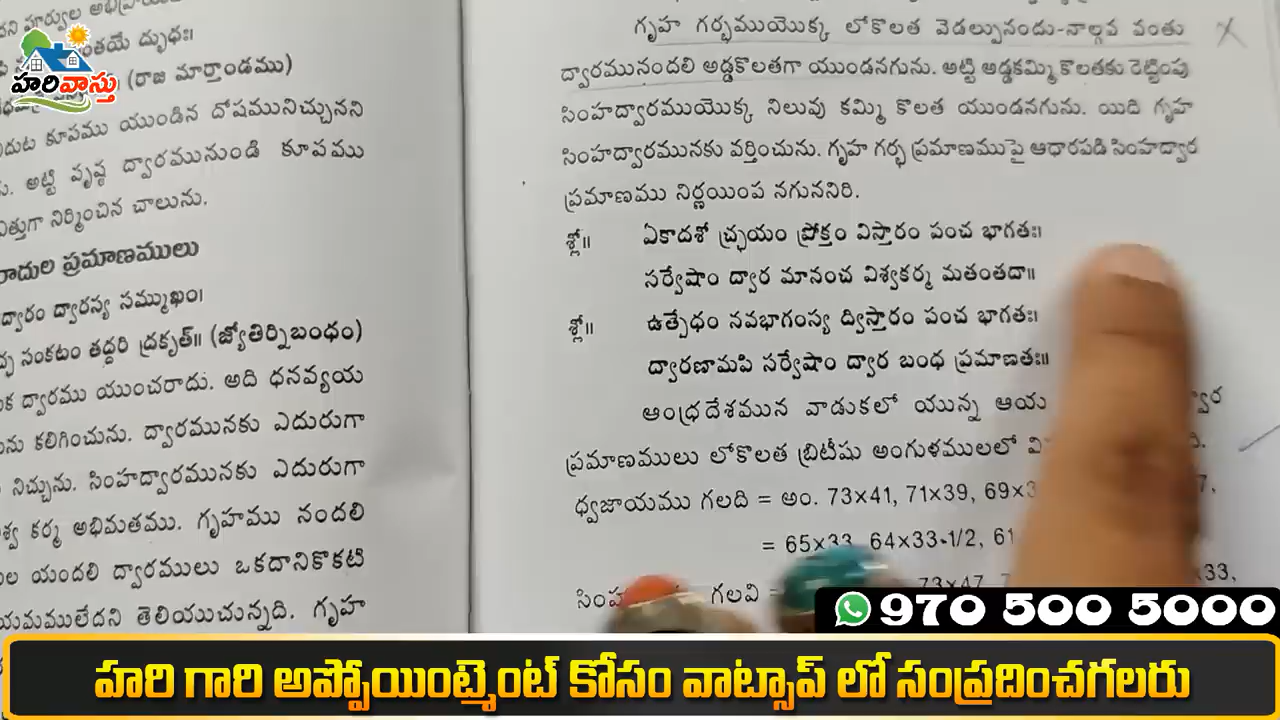 హరివాస్తు
(రాజ మార్తాండము)
కూపము యుండిన దోషమునిచ్చునని
అట్టి పృష్ఠ ద్వారమునుండి కూపము
నిర్మించిన చాలును.
ప్రమాణములు
ద్వారం ద్వారస్య సమ్ముఖం।
సంకటం తద్ధరి ద్రకృత్॥ (జ్యోతిర్నిబంధం)
ద్వారము యుంచరాదు. అది ధనవ్యయ
కలిగించును. ద్వారమునకు ఎదురుగా
నిచ్చును. సింహద్వారమునకు ఎదురుగా
కర్మ అభిమతము. గృహము నందలి
యందలి ద్వారములు ఒకదానికొకటి
తెలియుచున్నది. గృహ
గృహ గర్భముయొక్క లోకొలత వెడల్పునందు-నాల్గవ వంతు
ద్వారమునందలి అడ్డకొలతగా యుండనగును. అట్టి అడ్డకమ్మి కొలతకు రెట్టింపు
సింహద్వారముయొక్క నిలువు కమ్మి కొలత యుండనగును. యిది గృహ
సింహద్వారమునకు వర్తించును. గృహ గర్భ ప్రమాణముపై ఆధారపడి సింహద్వార
ప్రమాణము నిర్ణయింప నగుననిరి.
శ్లో॥ ఏకాదశో చ్ఛ్రయం ప్రోక్తం విస్తారం పంచ భాగతః।
సర్వేషాం ద్వార మానంచ విశ్వకర్మ మతంతదా॥
శ్లో॥ ఉత్సేధం నవభాగంస్య ద్విస్తారం పంచ భాగతః।
ద్వారణామపి సర్వేషాం ద్వార బంధ ప్రమాణతః॥
ఆంధ్రదేశమున వాడుకలో యున్న ఆయ
ప్రమాణములు లోకొలత బ్రిటీషు అంగుళములలో
ధ్వజాయము గలది = అం. 73×41, 71×39,
= 65×33, 64×33-1/2,
గలవి = 73×47,
970 500 5000
హరి గారి అప్పోయింట్మెంట్ కోసం వాట్సాప్ లో సంప్రదించగలరు